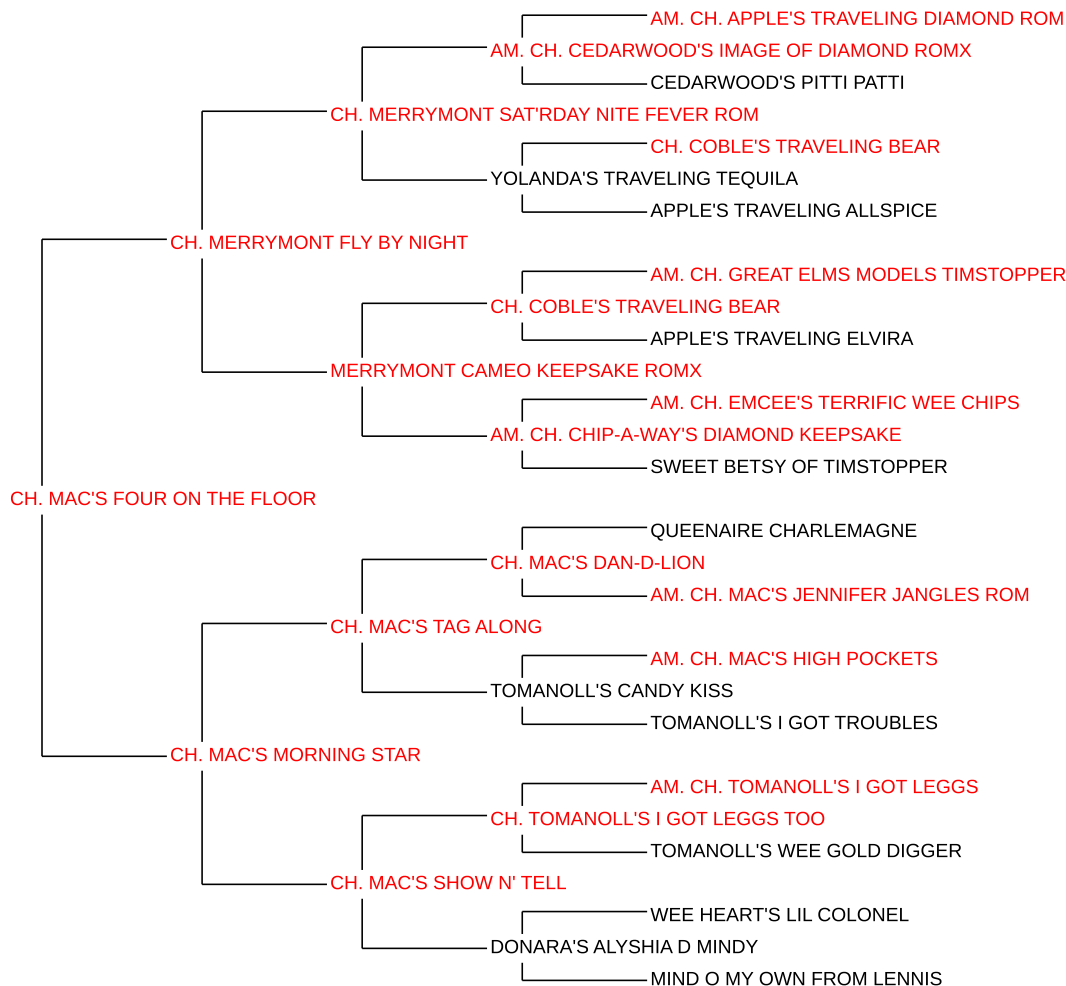 AM. CH. APPLE'S TRAVELING DIAMOND ROM
AM. CH. CEDARWOOD'S IMAGE OF DIAMOND ROMX
CEDARWOOD'S PITTI PATTI
CH. MERRYMONT SAT'RDAY NITE FEVER ROM
CH. COBLE'S TRAVELING BEAR
YOLANDA'S TRAVELING TEQUILA
APPLE'S TRAVELING ALLSPICE
CH. MERRYMONT FLY BY NIGHT
AM. CH. GREAT ELMS MODELS TIMSTOPPER
CH. COBLE'S TRAVELING BEAR
APPLE'S TRAVELING ELVIRA
MERRYMONT CAMEO KEEPSAKE ROMX
AM. CH. EMCEE'S TERRIFIC WEE CHIPS
AM. CH. CHIP-A-WAY'S DIAMOND KEEPSAKE
SWEET BETSY OF TIMSTOPPER
CH. MAC'S FOUR ON THE FLOOR
QUEENAIRE CHARLEMAGNE
CH. MAC'S DAN-D-LION
AM. CH. MAC'S JENNIFER JANGLES ROM
CH. MAC'S TAG ALONG
AM. CH. MAC'S HIGH POCKETS
TOMANOLL'S CANDY KISS
TOMANOLL'S I GOT TROUBLES
CH. MAC'S MORNING STAR
AM. CH. TOMANOLL'S I GOT LEGGS
CH. TOMANOLL'S I GOT LEGGS TOO
TOMANOLL'S WEE GOLD DIGGER
CH. MAC'S SHOW N' TELL
WEE HEART'S LIL COLONEL
DONARA'S ALYSHIA D MINDY
MIND O MY OWN FROM LENNIS